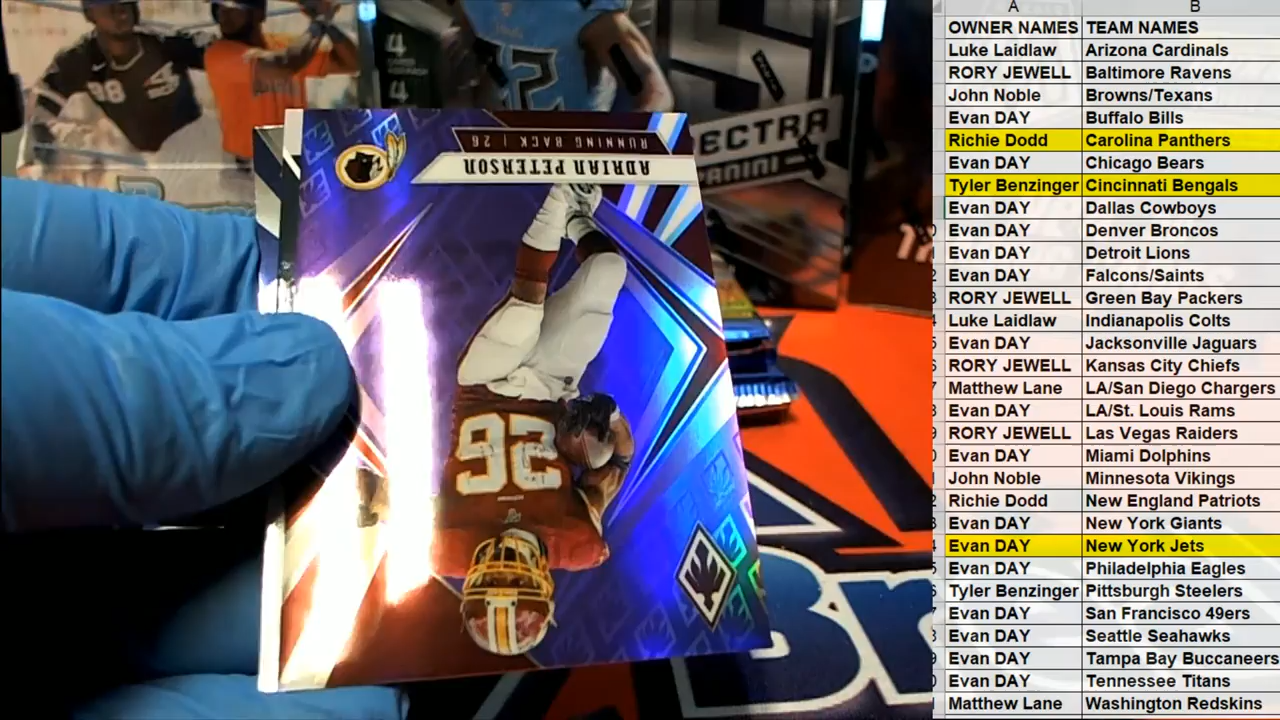 A B
OWNER NAMES TEAM NAMES
Luke Laidlaw Arizona Cardinals
RORY JEWELL Baltimore Ravens
John Noble Browns/Texans
Evan DAY Buffalo Bills
Richie Dodd Carolina Panthers
Evan DAY Chicago Bears
Tyler Benzinger Cincinnati Bengals
Evan DAY Dallas Cowboys
Evan DAY Denver Broncos
Evan DAY Detroit Lions
Evan DAY Falcons/Saints
RORY JEWELL Green Bay Packers
Luke Laidlaw Indianapolis Colts
Evan DAY Jacksonville Jaguars
RORY JEWELL Kansas City Chiefs
Matthew Lane LA/San Diego Chargers
Evan DAY LA/St. Louis Rams
RORY JEWELL Las Vegas Raiders
Evan DAY Miami Dolphins
John Noble Minnesota Vikings
Richie Dodd New England Patriots
Evan DAY New York Giants
Evan DAY New York Jets
Evan DAY Philadelphia Eagles
Tyler Benzinger Pittsburgh Steelers
Evan DAY San Francisco 49ers
Evan DAY Seattle Seahawks
Evan DAY Tampa Bay Buccaneers
Evan DAY Tennessee Titans
Matthew Lane Washington Redskins
ADRIAN PETERSON
RUNNING BACK | 26
26
98
4
4
ECTRA
PANINI
Br